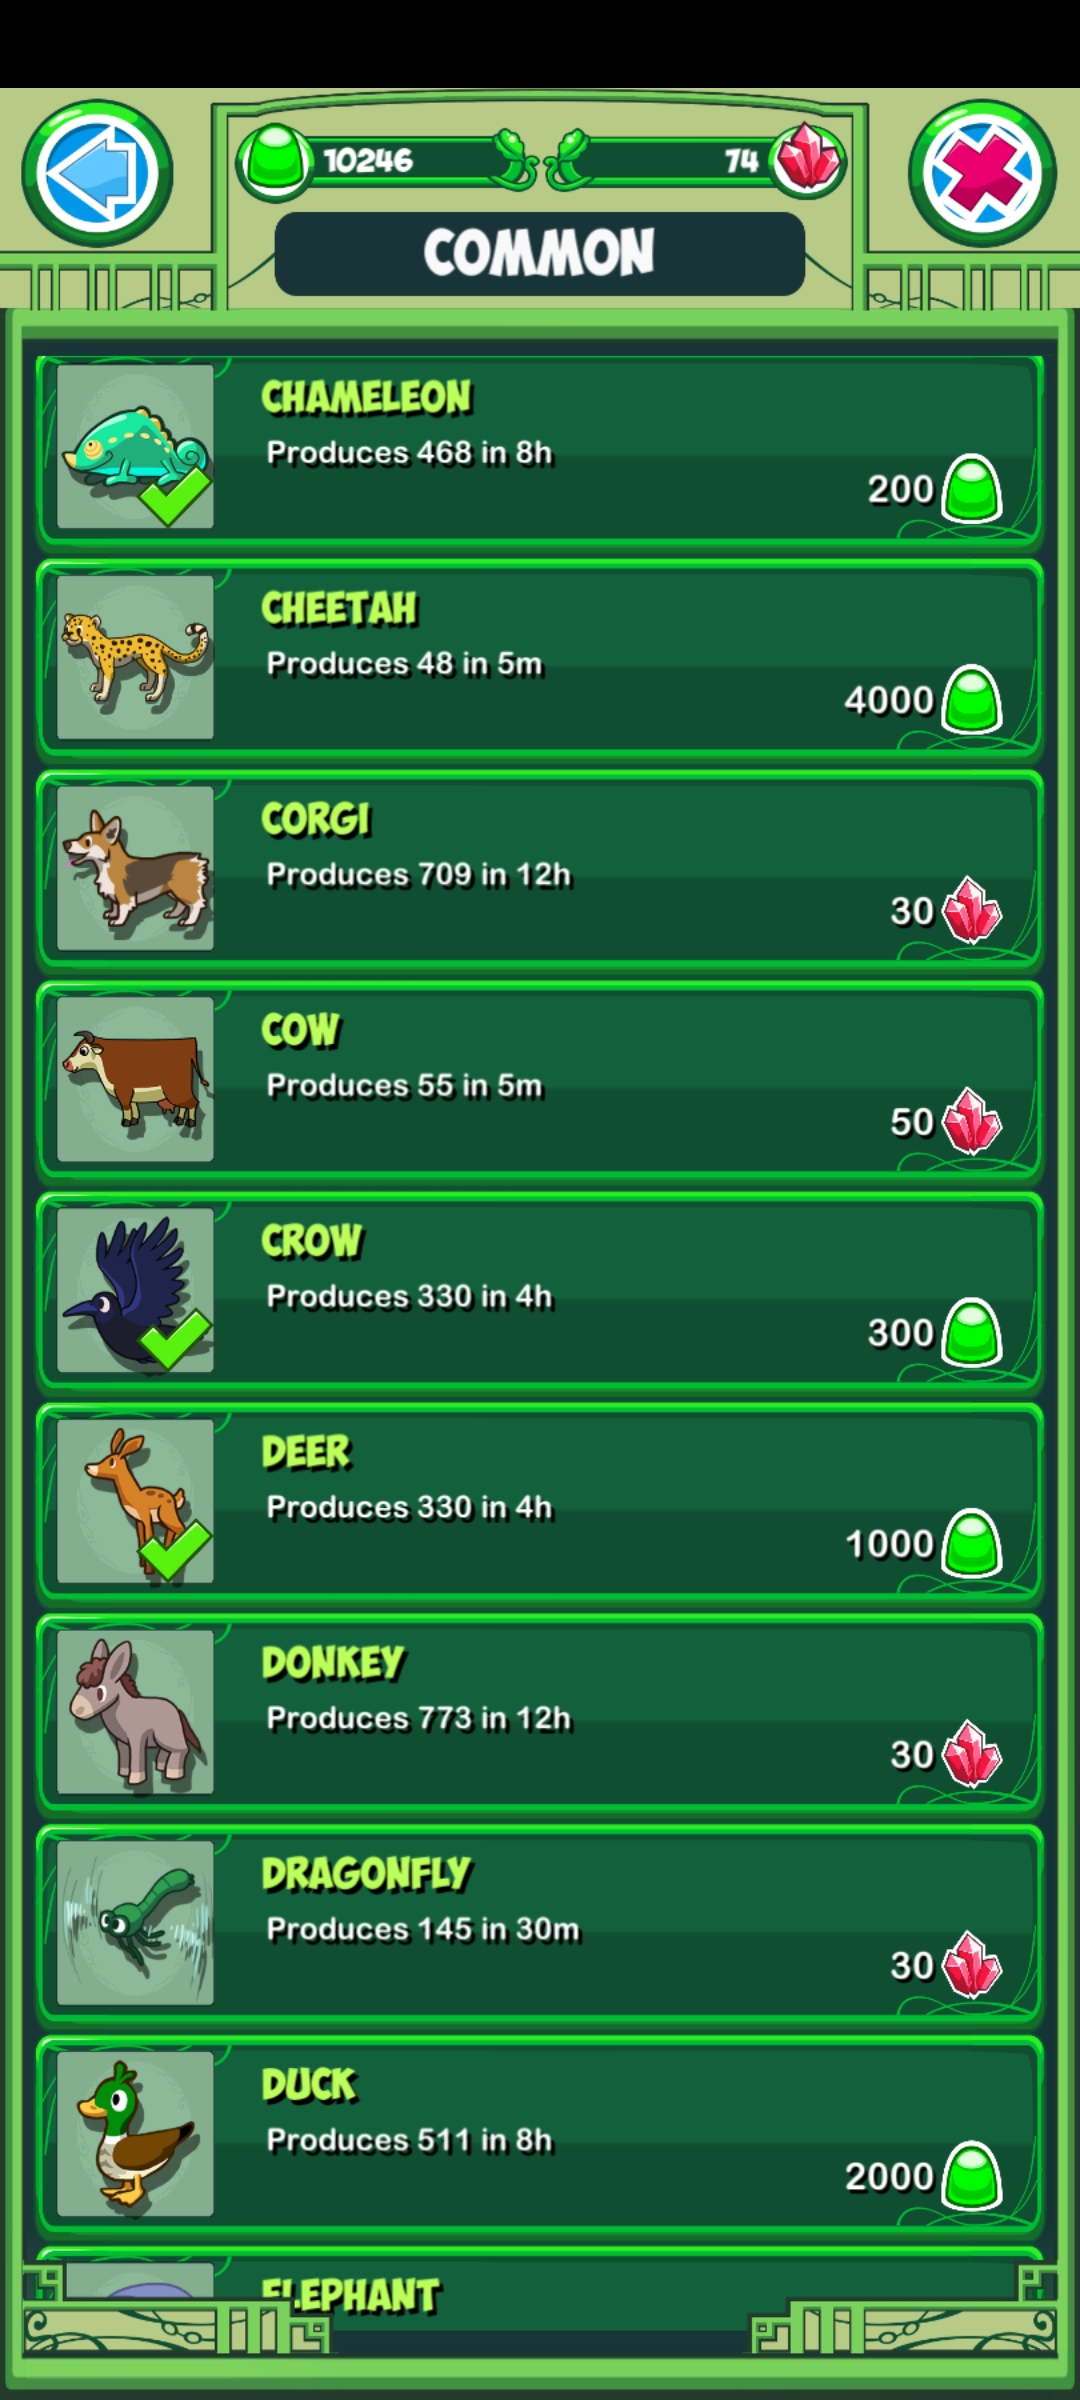 10246
74
COMMON
CHAMELEON
Produces 468 in 8h
200
CHEETAH
Produces 48 in 5m
4000
CORGI
Produces 709 in 12h
30
COW
Produces 55 in 5m
50
CROW
Produces 330 in 4h
300
DEER
Produces 330 in 4h
1000
DONKEY
Produces 773 in 12h
30
DRAGONFLY
Produces 145 in 30m
30
DUCK
Produces 511 in 8h
2000
ELEPHANT